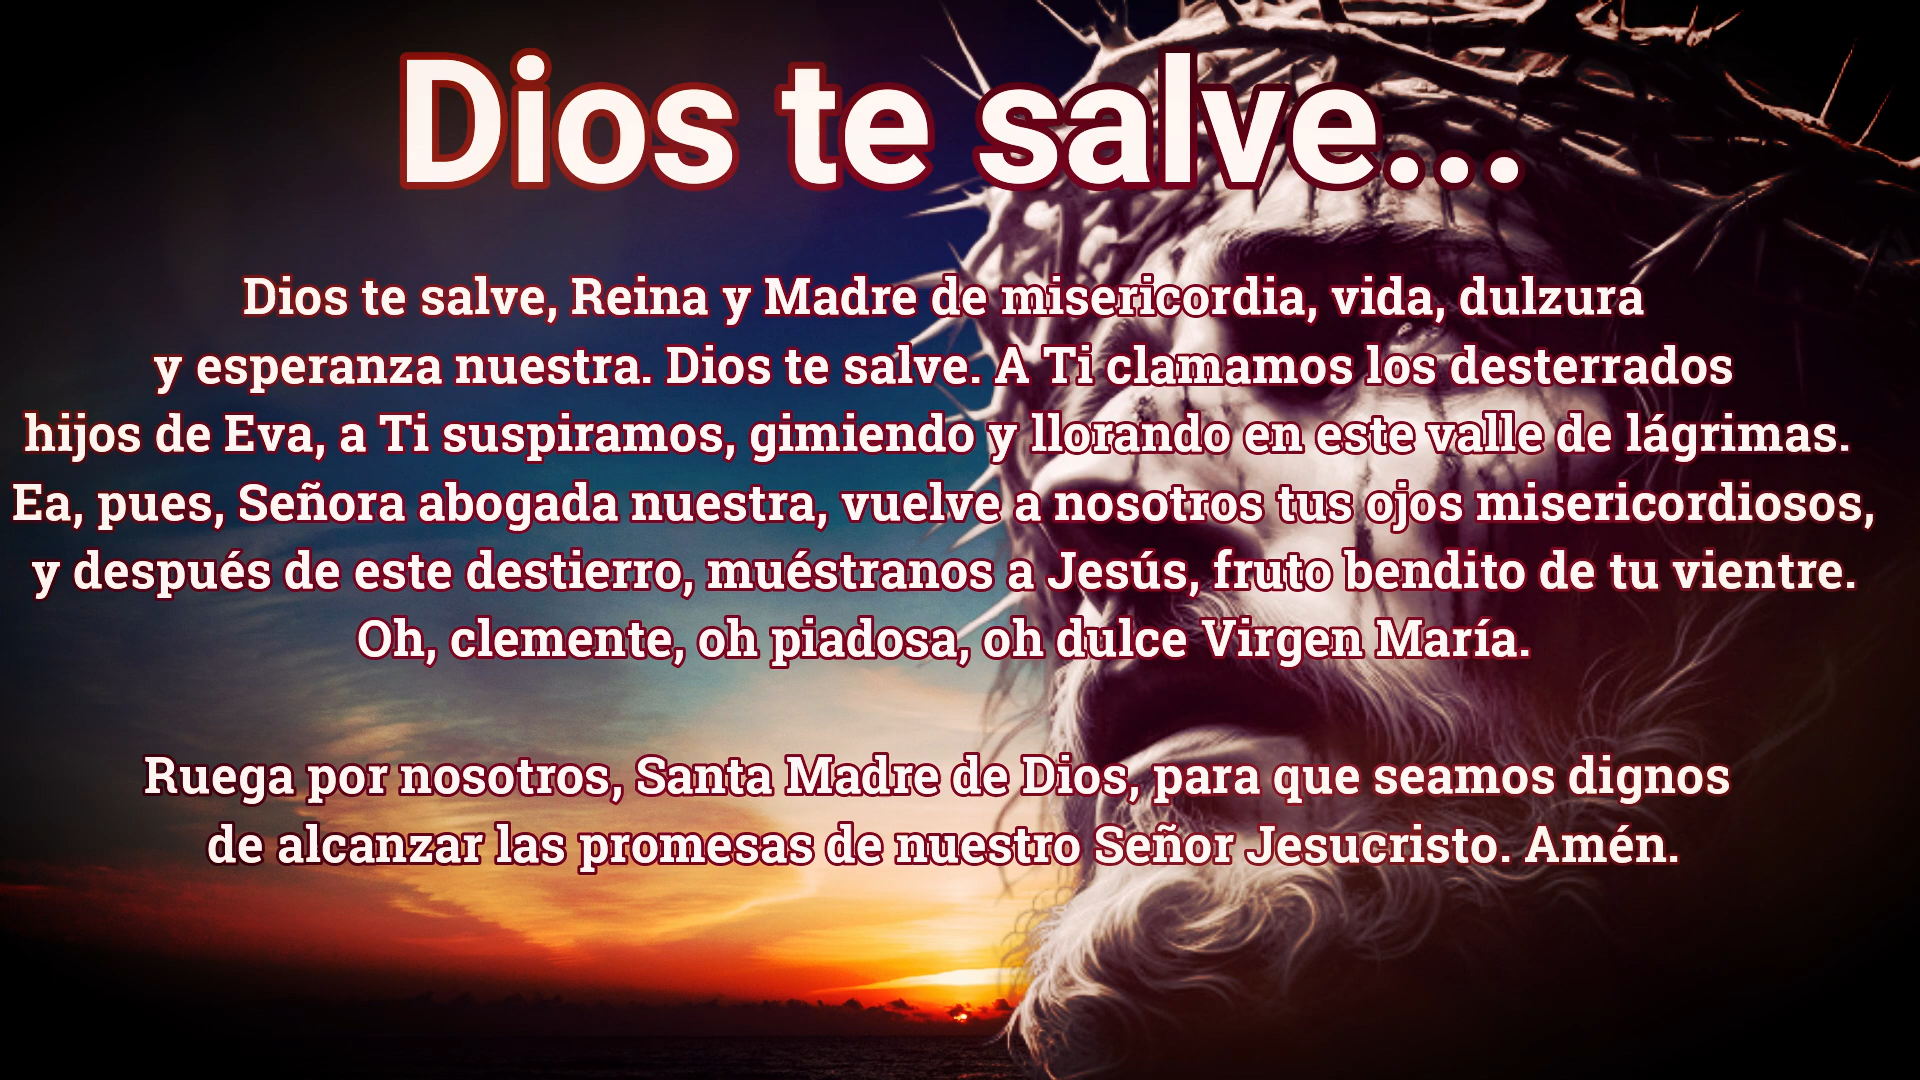 Dios te salve...
Dios te salve, Reina y Madre de misericordia, vida, dulzura
y esperanza nuestra. Dios te salve. A Ti clamamos los desterrados
hijos de Eva, a Ti suspiramos, gimiendo y llorando en este valle de lágrimas.
Ea, pues, Señora abogada nuestra, vuelve a nosotros tus ojos misericordiosos,
y después de este destierro, muéstranos a Jesús, fruto bendito de tu vientre.
Oh, clemente, oh piadosa, oh dulce Virgen María.
Ruega por nosotros, Santa Madre de Dios, para que seamos dignos
de alcanzar las promesas de nuestro Señor Jesucristo. Amén.